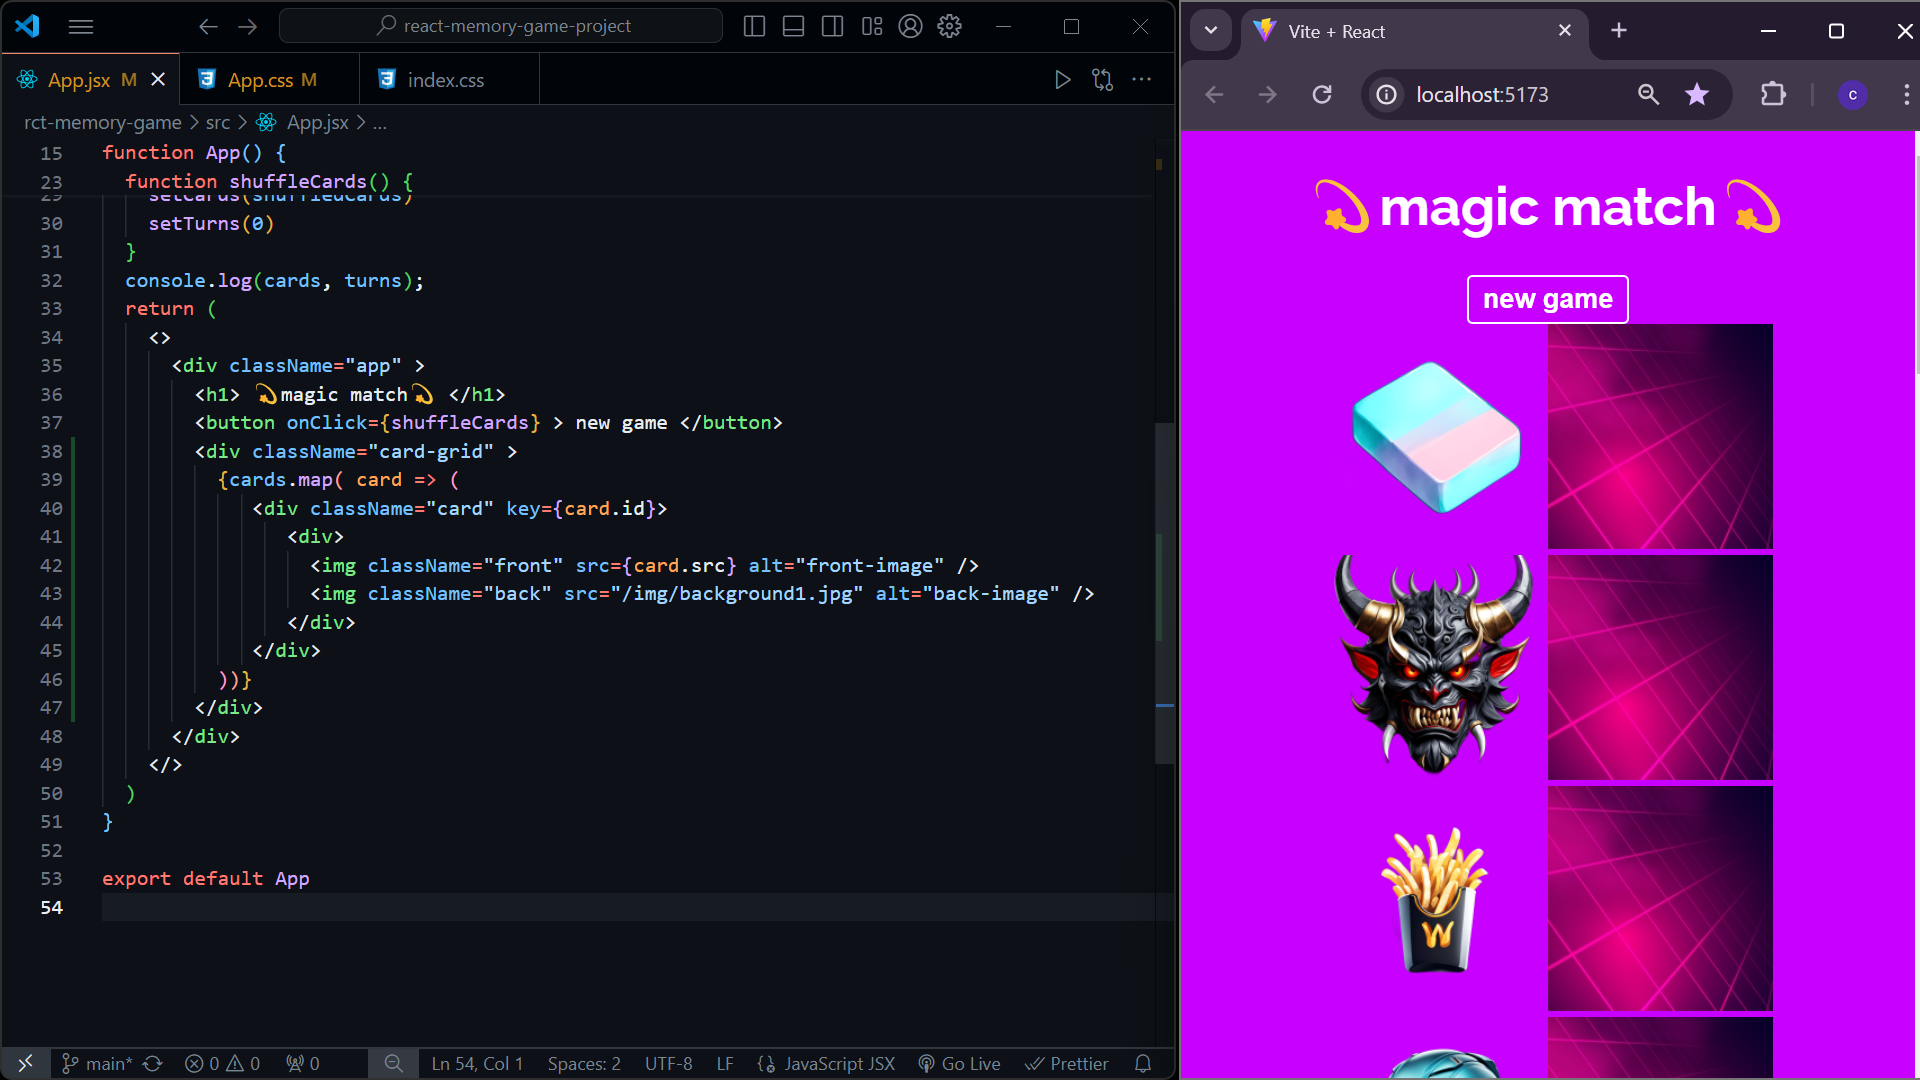 react-memory-game-project
App.jsx M
App.css M
index.css
rct-memory-game > src > App.jsx > ...
15 function App() {
23 function shuffleCards() {
29 setCards(shuffledCards)
30 setTurns(0)
31 }
32 console.log(cards, turns);
33 return (
34 <>
35 <div className="app" >
36 <h1> 💫magic match💫 </h1>
37 <button onClick={shuffleCards} > new game </button>
38 <div className="card-grid" >
39 {cards.map( card => (
40 <div className="card" key={card.id}>
41 <div>
42 <img className="front" src={card.src} alt="front-image" />
43 <img className="back" src="/img/background1.jpg" alt="back-image" />
44 </div>
45 </div>
46 ))}
47 </div>
48 </div>
49 </>
50 )
51 }
52
53 export default App
54
main* 0 0 0 Ln 54, Col 1 Spaces: 2 UTF-8 LF {} JavaScript JSX Go Live Prettier
Vite + React
localhost:5173
c
💫 magic match 💫
new game
W